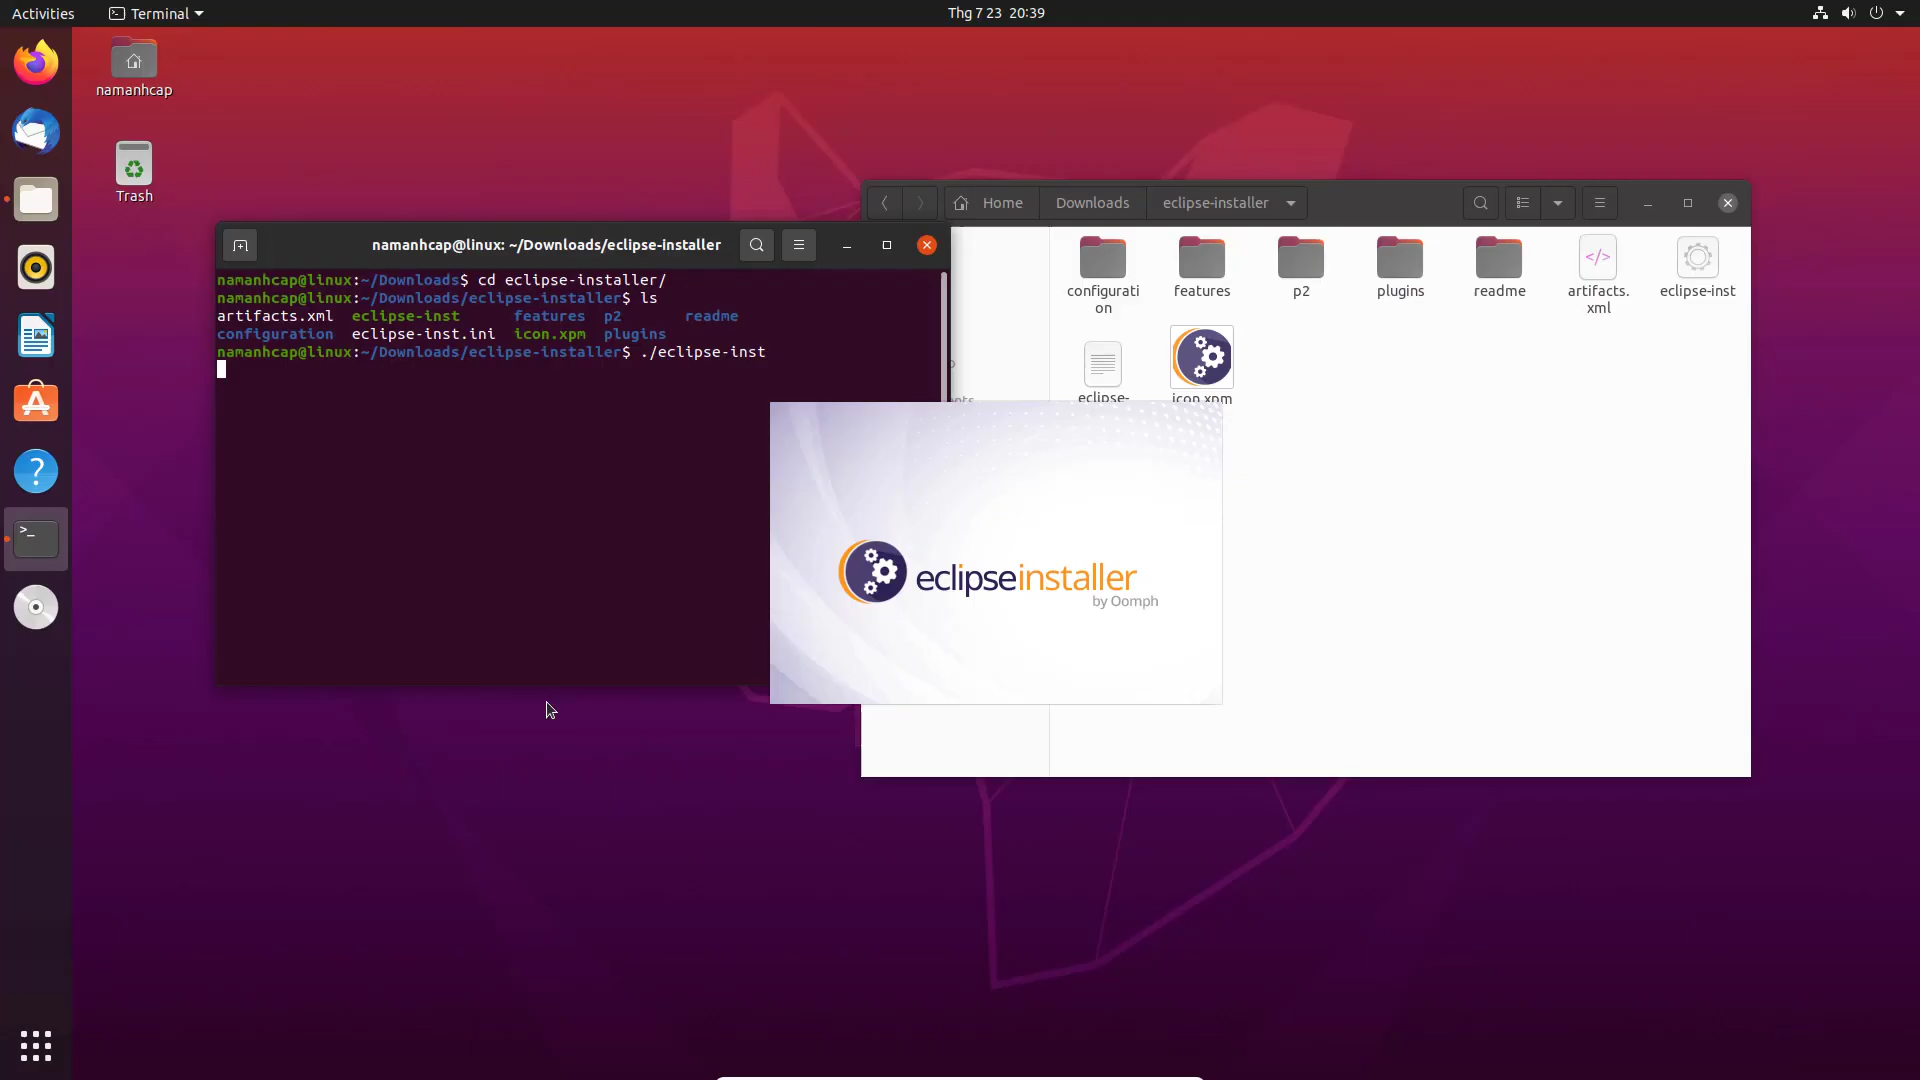 Activities
Terminal
Thg 7 23 20:39
namanhcap
Trash
Home
Downloads
eclipse-installer
namanhcap@linux: ~/Downloads/eclipse-installer
namanhcap@linux:~/Downloads$ cd eclipse-installer/
namanhcap@linux:~/Downloads/eclipse-installer$ ls
artifacts.xml eclipse-inst features p2 readme
configuration eclipse-inst.ini icon.xpm plugins
namanhcap@linux:~/Downloads/eclipse-installer$ ./eclipse-inst
configurati
on
features
p2
plugins
readme
artifacts.
xml
eclipse-inst
eclipse-
icon.xpm
eclipseinstaller
by Oomph